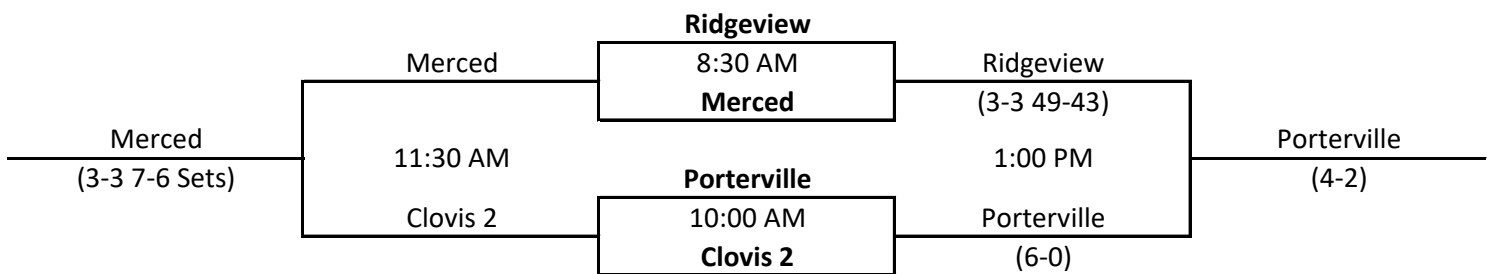 Ridgeview
Merced 8:30 AM Ridgeview
Merced (3-3 49-43)
Merced Porterville
11:30 AM 1:00 PM
(3-3 7-6 Sets) Porterville (4-2)
Clovis 2 10:00 AM Porterville
Clovis 2 (6-0)